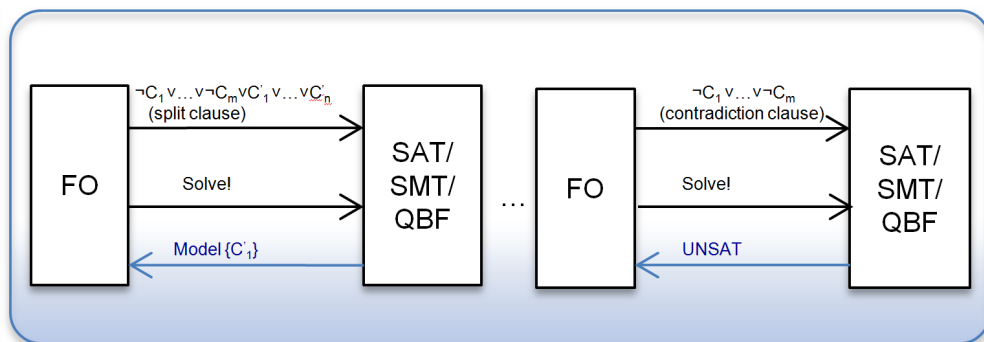 ¬C1 v…v¬Cm vC'1 v…vC'n
(split clause)
FO
Solve!
Model {C'1}
SAT/
SMT/
QBF
…
¬C1 v…v¬Cm
(contradiction clause)
FO
Solve!
UNSAT
SAT/
SMT/
QBF